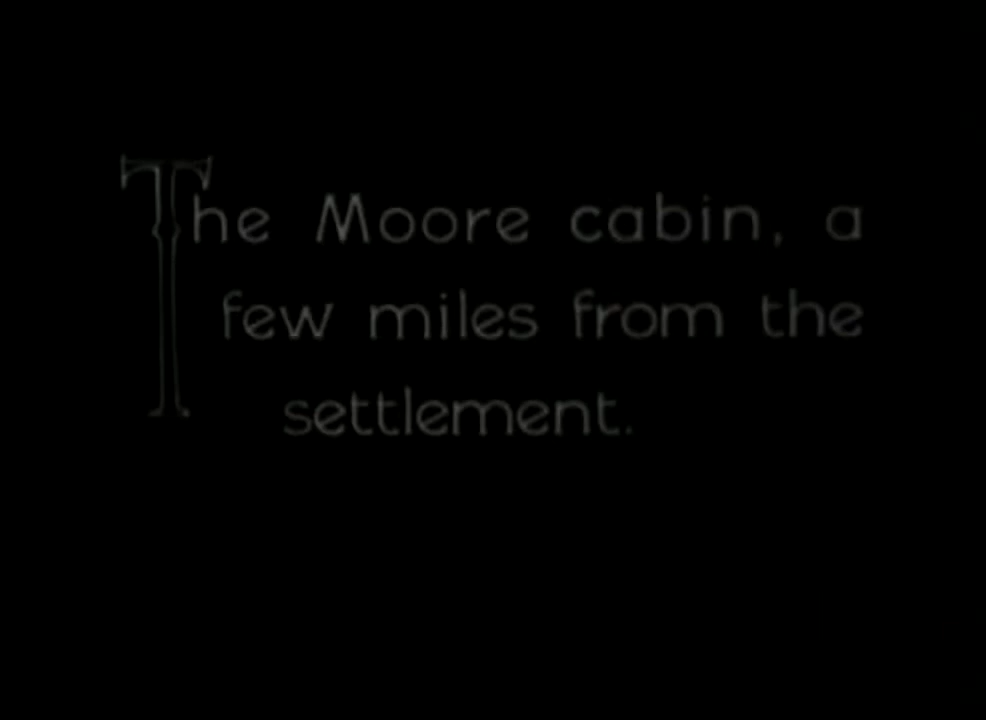 The Moore cabin, a
few miles from the
settlement.